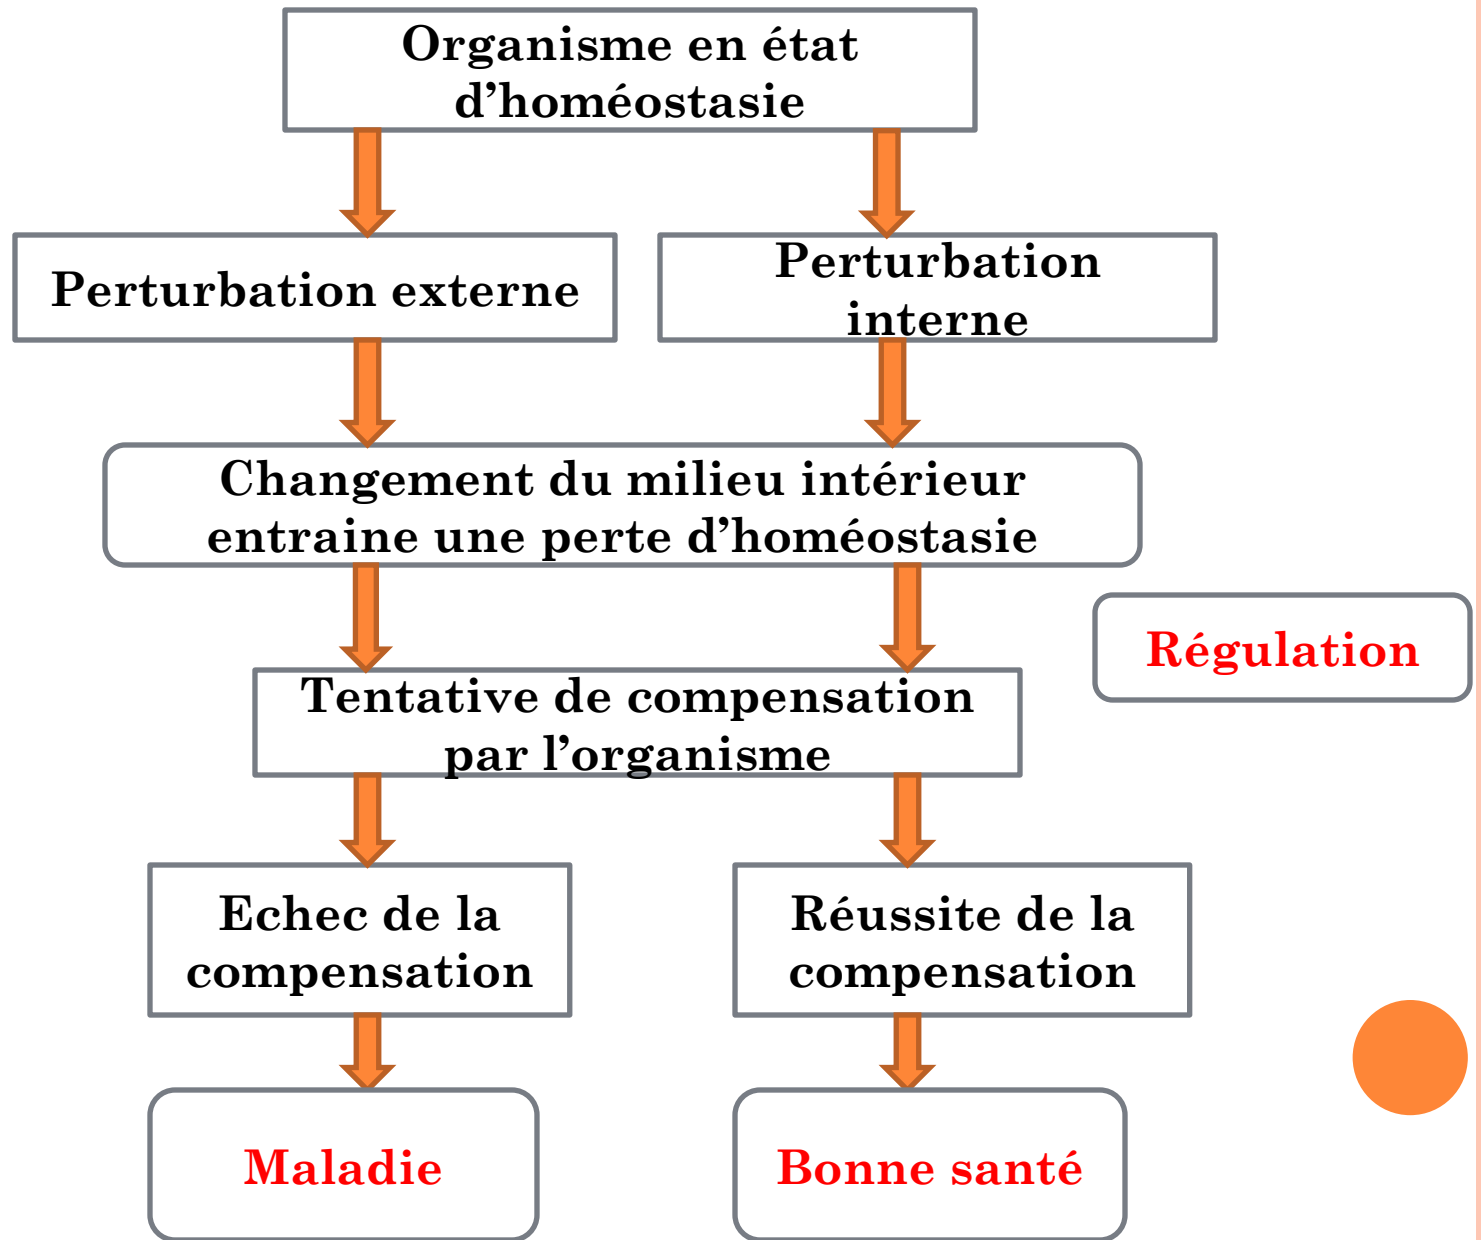 Organisme en état
d’homéostasie
Perturbation externe
Perturbation
interne
Changement du milieu intérieur
entraine une perte d’homéostasie
Régulation
Tentative de compensation
par l’organisme
Echec de la
compensation
Réussite de la
compensation
Maladie
Bonne santé